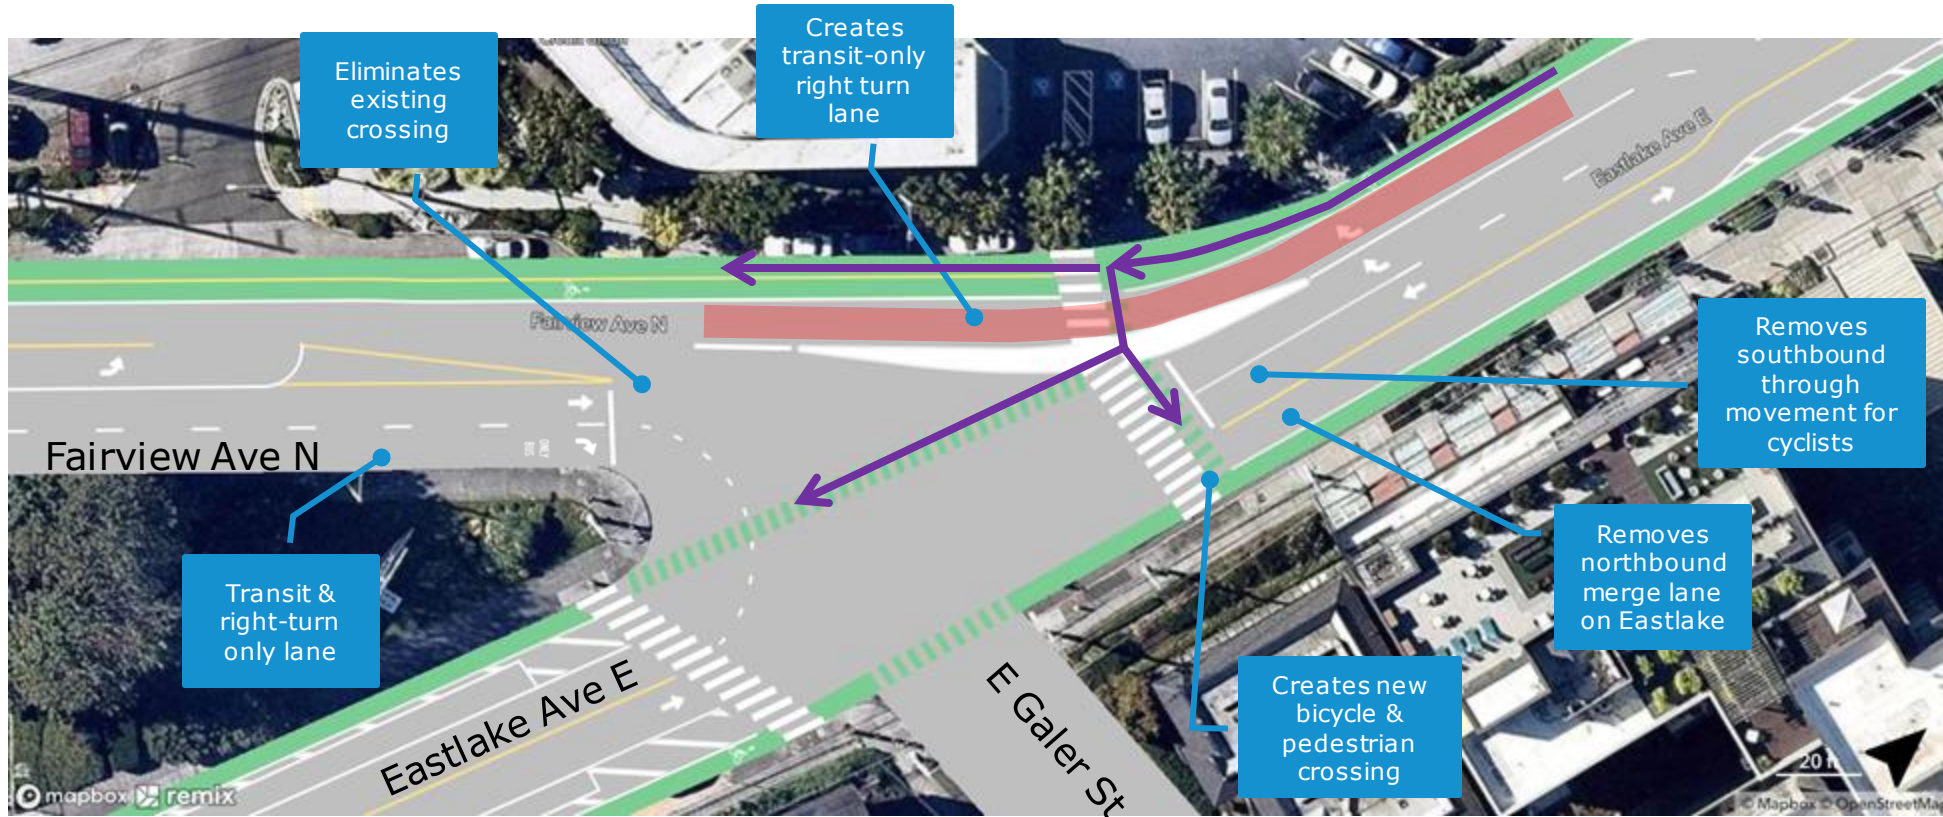 Eliminates
existing
crossing
Creates
transit-only
right turn
lane
Eastlake Ave E
Fairview Ave N
Removes
southbound
through
movement for
cyclists
Fairview Ave N
ONLY
BUS
Transit &
right-turn
only lane
Removes
northbound
merge lane
on Eastlake
Eastlake Ave E
E Galer St
Creates new
bicycle &
pedestrian
crossing
20 ft
mapbox remix
© Mapbox © OpenStreetMap